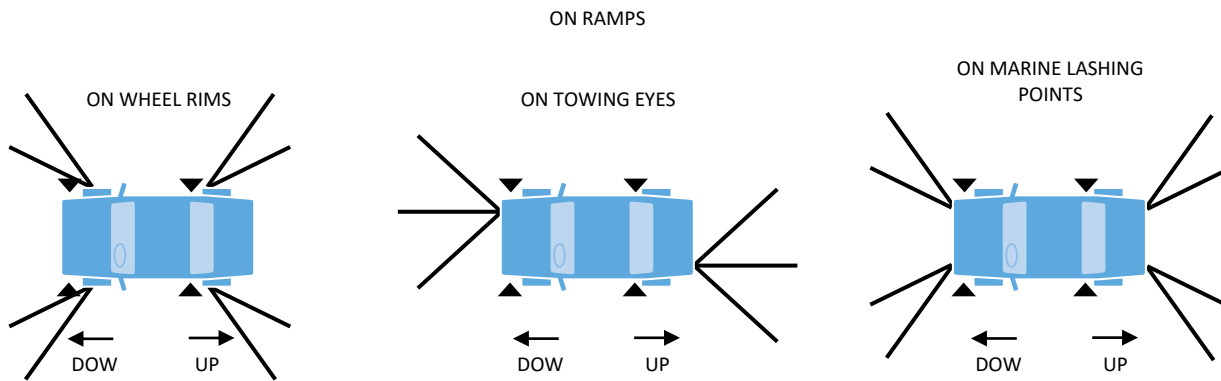 ON RAMPS
ON WHEEL RIMS
ON TOWING EYES
ON MARINE LASHING
POINTS
DOW UP
DOW UP
DOW UP